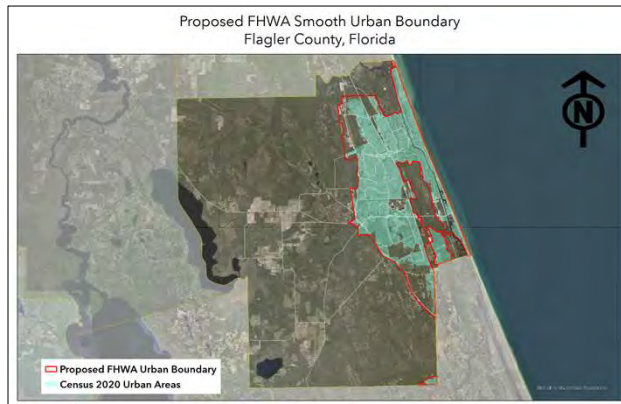 Proposed FHWA Smooth Urban Boundary
Flagler County, Florida
N
Proposed FHWA Urban Boundary
Census 2020 Urban Areas